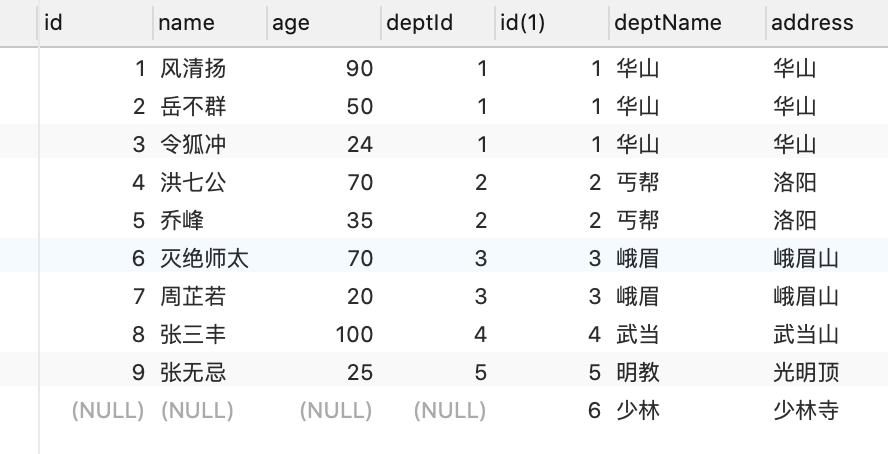 id name age deptId id(1) deptName address
1 风清扬 90 1 1 华山 华山
2 岳不群 50 1 1 华山 华山
3 令狐冲 24 1 1 华山 华山
4 洪七公 70 2 2 丐帮 洛阳
5 乔峰 35 2 2 丐帮 洛阳
6 灭绝师太 70 3 3 峨眉 峨眉山
7 周芷若 20 3 3 峨眉 峨眉山
8 张三丰 100 4 4 武当 武当山
9 张无忌 25 5 5 明教 光明顶
(NULL) (NULL) (NULL) (NULL) 6 少林 少林寺